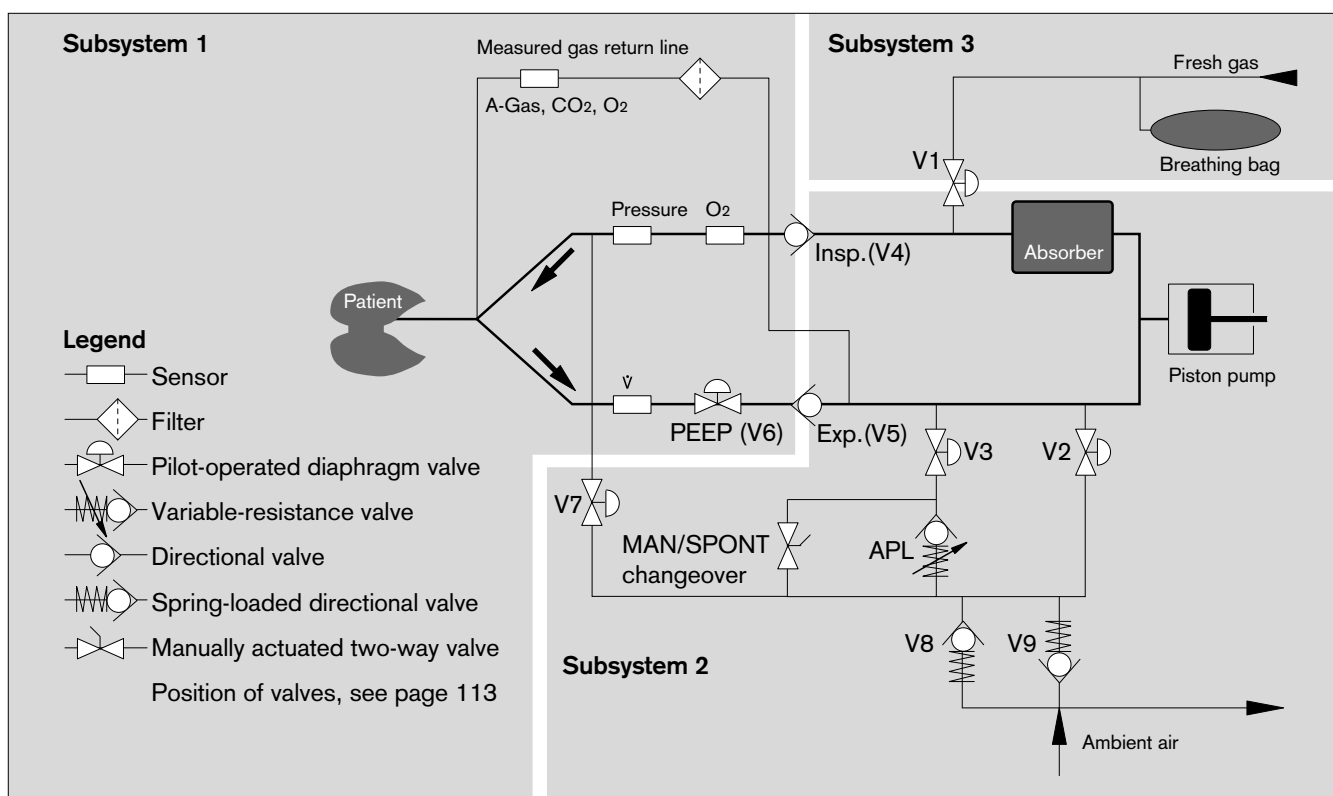 Subsystem 1
Measured gas return line
A-Gas, CO2, O2
Subsystem 3
Fresh gas
Breathing bag
V1
Pressure
O2
Insp.(V4)
Absorber
Patient
Piston pump
V̇
PEEP (V6)
Exp.(V5)
V3
V2
V7
MAN/SPONT
changeover
APL
V8
V9
Subsystem 2
Ambient air
Legend
Sensor
Filter
Pilot-operated diaphragm valve
Variable-resistance valve
Directional valve
Spring-loaded directional valve
Manually actuated two-way valve
Position of valves, see page 113